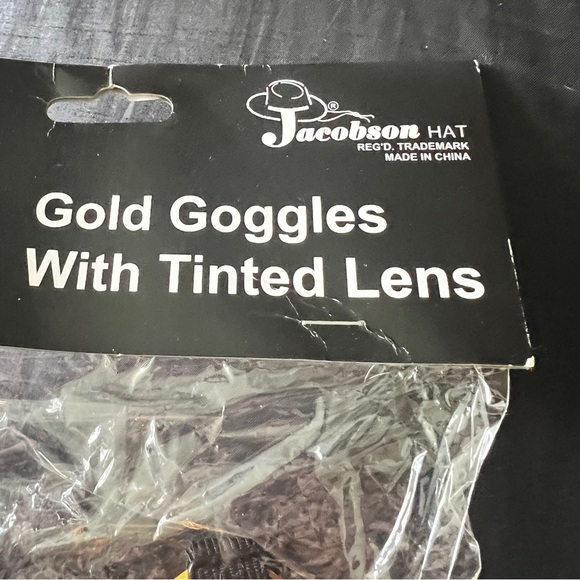 Jacobson HAT
REG'D. TRADEMARK
MADE IN CHINA
Gold Goggles
With Tinted Lens